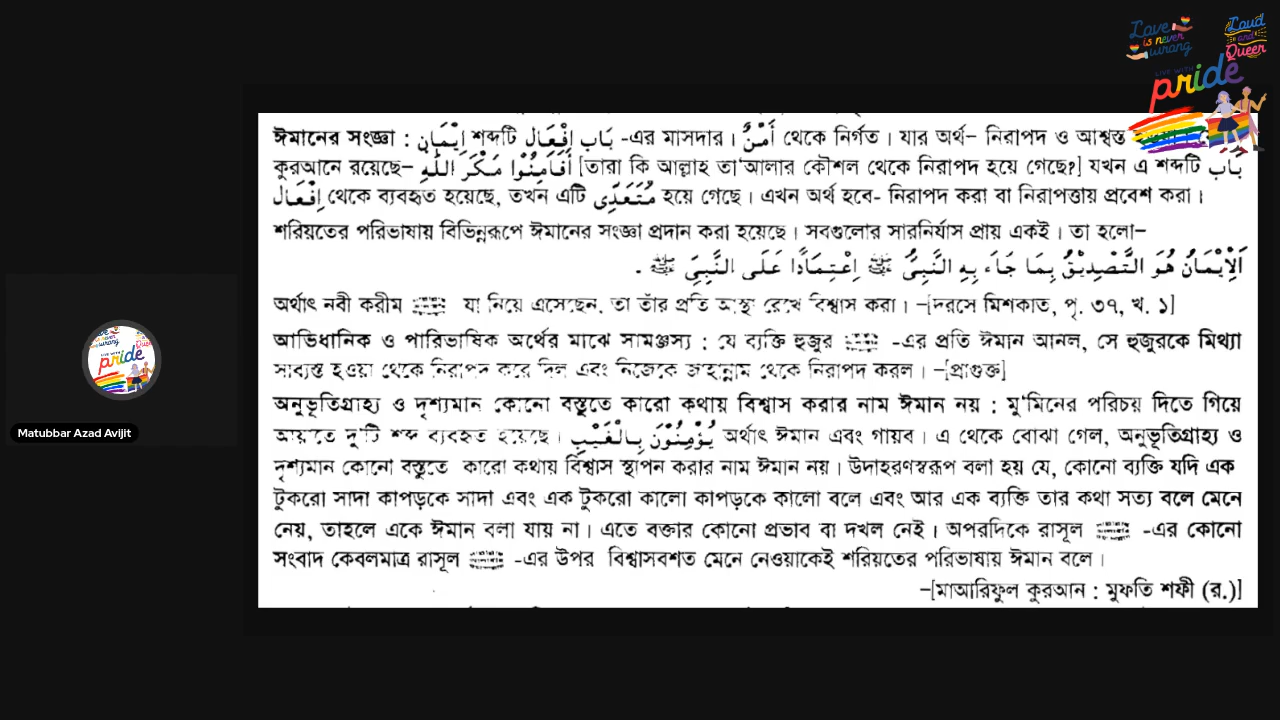 Love
is never
wrang
Loud
and
Queer
LIVE WITH
pride
Matubbar Azad Avijit
ঈমানের সংজ্ঞা : إِيْمَان শব্দটি بَاب إِفْعَال -এর মাসদার। أَمْنٌ থেকে নির্গত। যার অর্থ– নিরাপদ ও আশ্বস্ত
কুরআনে রয়েছে– أَفَأَمِنُوا مَكْرَ اللّٰهِ [তারা কি আল্লাহ তা'আলার কৌশল থেকে নিরাপদ হয়ে গেছে?] যখন এ শব্দটি بَاب
إِفْعَال থেকে ব্যবহৃত হয়েছে, তখন এটি مُتَعَدِّى হয়ে গেছে। এখন অর্থ হবে- নিরাপদ করা বা নিরাপত্তায় প্রবেশ করা।
শরিয়তের পরিভাষায় বিভিন্নরূপে ঈমানের সংজ্ঞা প্রদান করা হয়েছে। সবগুলোর সারনির্যাস প্রায় একই। তা হলো–
اَلْإِيْمَانُ هُوَ التَّصْدِيْقُ بِمَا جَاءَ بِهِ النَّبِيُّ ﷺ اِعْتِمَادًا عَلَى النَّبِيِّ ﷺ .
অর্থাৎ নবী করীম ﷺ যা নিয়ে এসেছেন, তা তাঁর প্রতি আস্থা রেখে বিশ্বাস করা। –[দরসে মিশকাত, পৃ. ৩৭, খ. ১]
আভিধানিক ও পারিভাষিক অর্থের মাঝে সামঞ্জস্য : যে ব্যক্তি হুজুর ﷺ -এর প্রতি ঈমান আনল, সে হুজুরকে মিথ্যা
সাব্যস্ত হওয়া থেকে নিরাপদ করে দিল এবং নিজেকে জাহান্নাম থেকে নিরাপদ করল। –[প্রাগুক্ত]
অনুভূতিগ্রাহ্য ও দৃশ্যমান কোনো বস্তুতে কারো কথায় বিশ্বাস করার নাম ঈমান নয় : মু'মিনের পরিচয় দিতে গিয়ে
আয়াতে দু'টি শব্দ ব্যবহৃত হয়েছে। يُؤْمِنُوْنَ بِالْغَيْبِ অর্থাৎ ঈমান এবং গায়ব। এ থেকে বোঝা গেল, অনুভূতিগ্রাহ্য ও
দৃশ্যমান কোনো বস্তুতে কারো কথায় বিশ্বাস স্থাপন করার নাম ঈমান নয়। উদাহরণস্বরূপ বলা হয় যে, কোনো ব্যক্তি যদি এক
টুকরো সাদা কাপড়কে সাদা এবং এক টুকরো কালো কাপড়কে কালো বলে এবং আর এক ব্যক্তি তার কথা সত্য বলে মেনে
নেয়, তাহলে একে ঈমান বলা যায় না। এতে বক্তার কোনো প্রভাব বা দখল নেই। অপরদিকে রাসূল ﷺ -এর কোনো
সংবাদ কেবলমাত্র রাসূল ﷺ -এর উপর বিশ্বাসবশত মেনে নেওয়াকেই শরিয়তের পরিভাষায় ঈমান বলে।
–[মাআরিফুল কুরআন : মুফতি শফী (র.)]